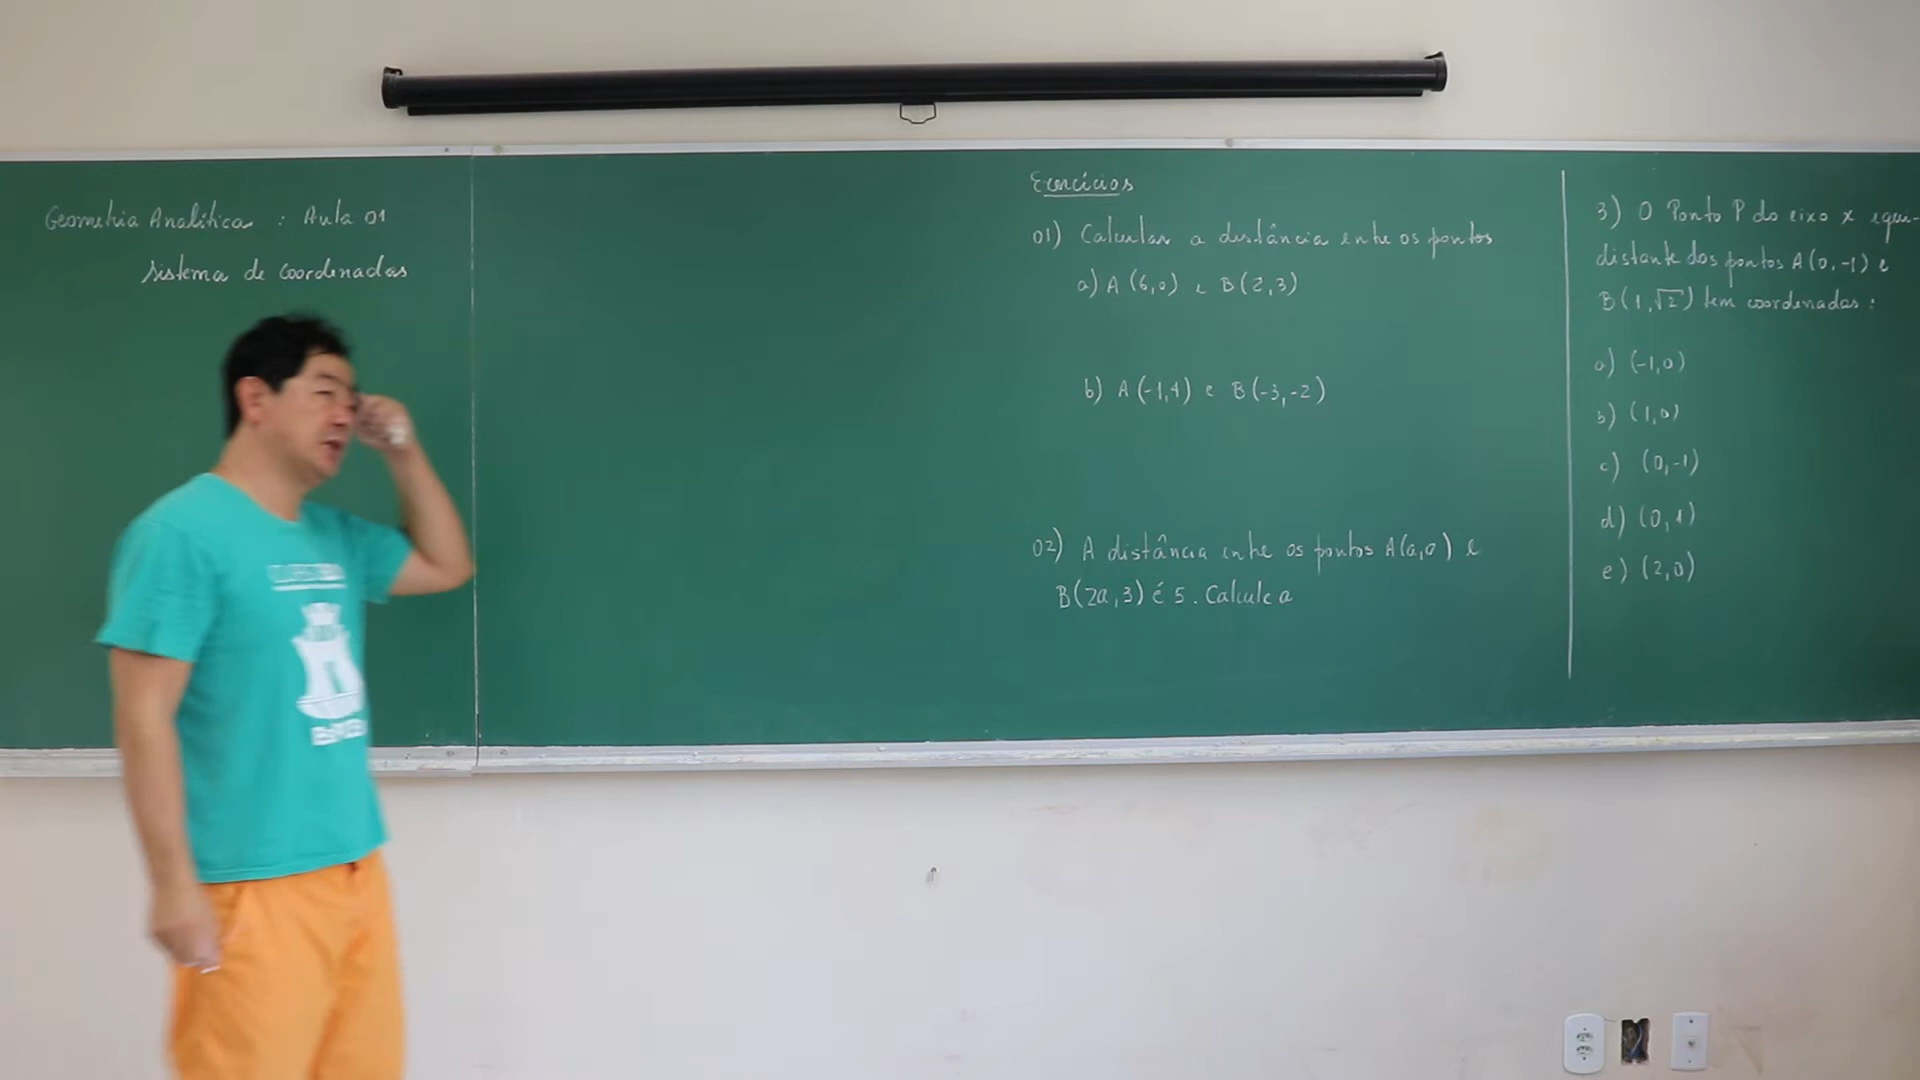 Geometria Analítica : Aula 01
Sistema de Coordenadas
Exercícios
01) Calcular a distância entre os pontos
a) A (6,0) e B(2,3)
b) A (-1,4) e B(-3,-2)
02) A distância entre os pontos A(a,0) e
B(2a,3) é 5. Calcule a
3) O Ponto P do eixo x equi-
distante dos pontos A(0,-1) e
B(1,√2) tem coordenadas:
a) (-1,0)
b) (1,0)
c) (0,-1)
d) (0,1)
e) (2,0)